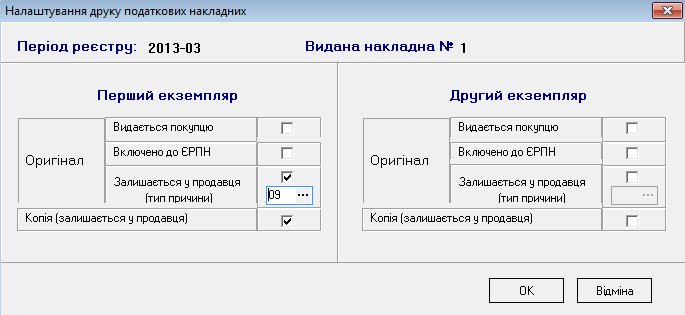 Налаштування друку податкових накладних
Період реєстру: 2013-03 Видана накладна № 1
Перший екземпляр
Оригінал
Видається покупцю
Включено до ЄРПН
Залишається у продавця
(тип причини)
09 ...
Копія (залишається у продавця)
Другий екземпляр
Оригінал
Видається покупцю
Включено до ЄРПН
Залишається у продавця
(тип причини)
...
Копія (залишається у продавця)
OK Відміна